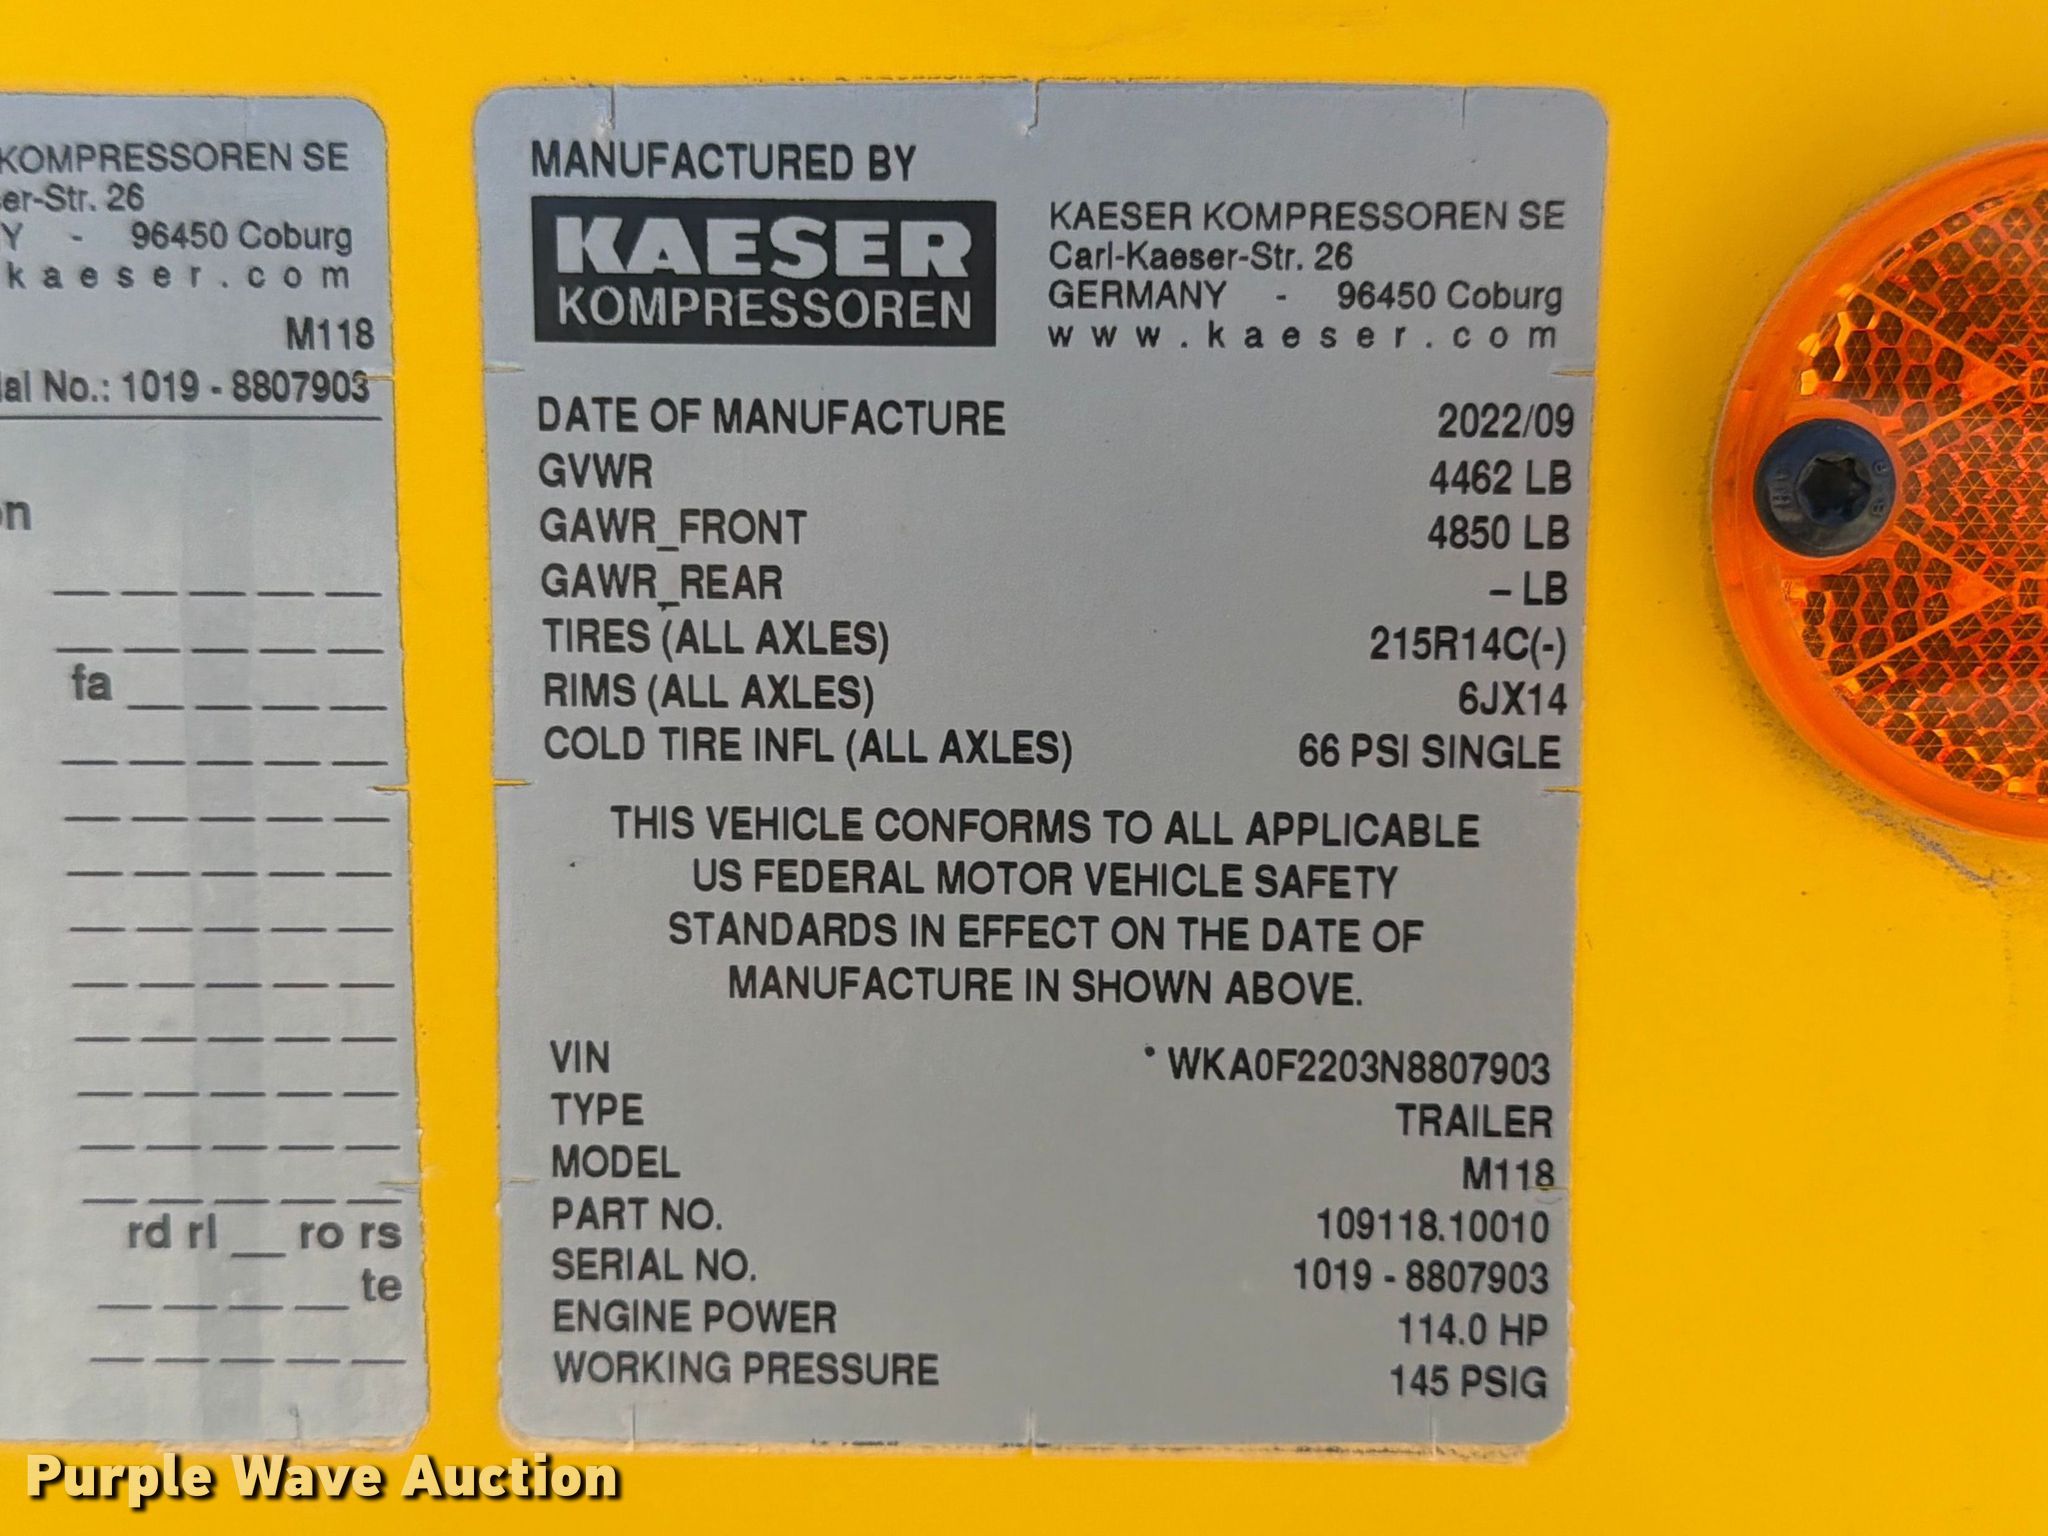 KOMPRESSOREN SE
er-Str. 26
Y - 96450 Coburg
kaeser.com
M118
ial No.: 1019 - 8807903
on
fa
rd rl __ ro rs
te
MANUFACTURED BY
KAESER
KOMPRESSOREN
KAESER KOMPRESSOREN SE
Carl-Kaeser-Str. 26
GERMANY - 96450 Coburg
www.kaeser.com
DATE OF MANUFACTURE 2022/09
GVWR 4462 LB
GAWR_FRONT 4850 LB
GAWR_REAR – LB
TIRES (ALL AXLES) 215R14C(-)
RIMS (ALL AXLES) 6JX14
COLD TIRE INFL (ALL AXLES) 66 PSI SINGLE
THIS VEHICLE CONFORMS TO ALL APPLICABLE
US FEDERAL MOTOR VEHICLE SAFETY
STANDARDS IN EFFECT ON THE DATE OF
MANUFACTURE IN SHOWN ABOVE.
VIN WKA0F2203N8807903
TYPE TRAILER
MODEL M118
PART NO. 109118.10010
SERIAL NO. 1019 - 8807903
ENGINE POWER 114.0 HP
WORKING PRESSURE 145 PSIG
Purple Wave Auction